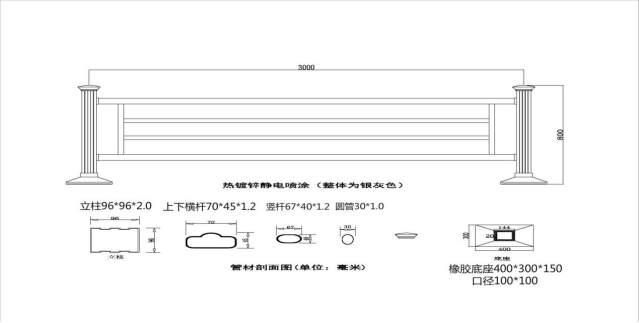 3000
800
热镀锌静电喷涂（整体为银灰色）
立柱96*96*2.0 上下横杆70*45*1.2 竖杆67*40*1.2 圆管30*1.0
96
70
67
30
144
20
400
立柱
底座
管材剖面图(单位：毫米)
橡胶底座400*300*150
口径100*100